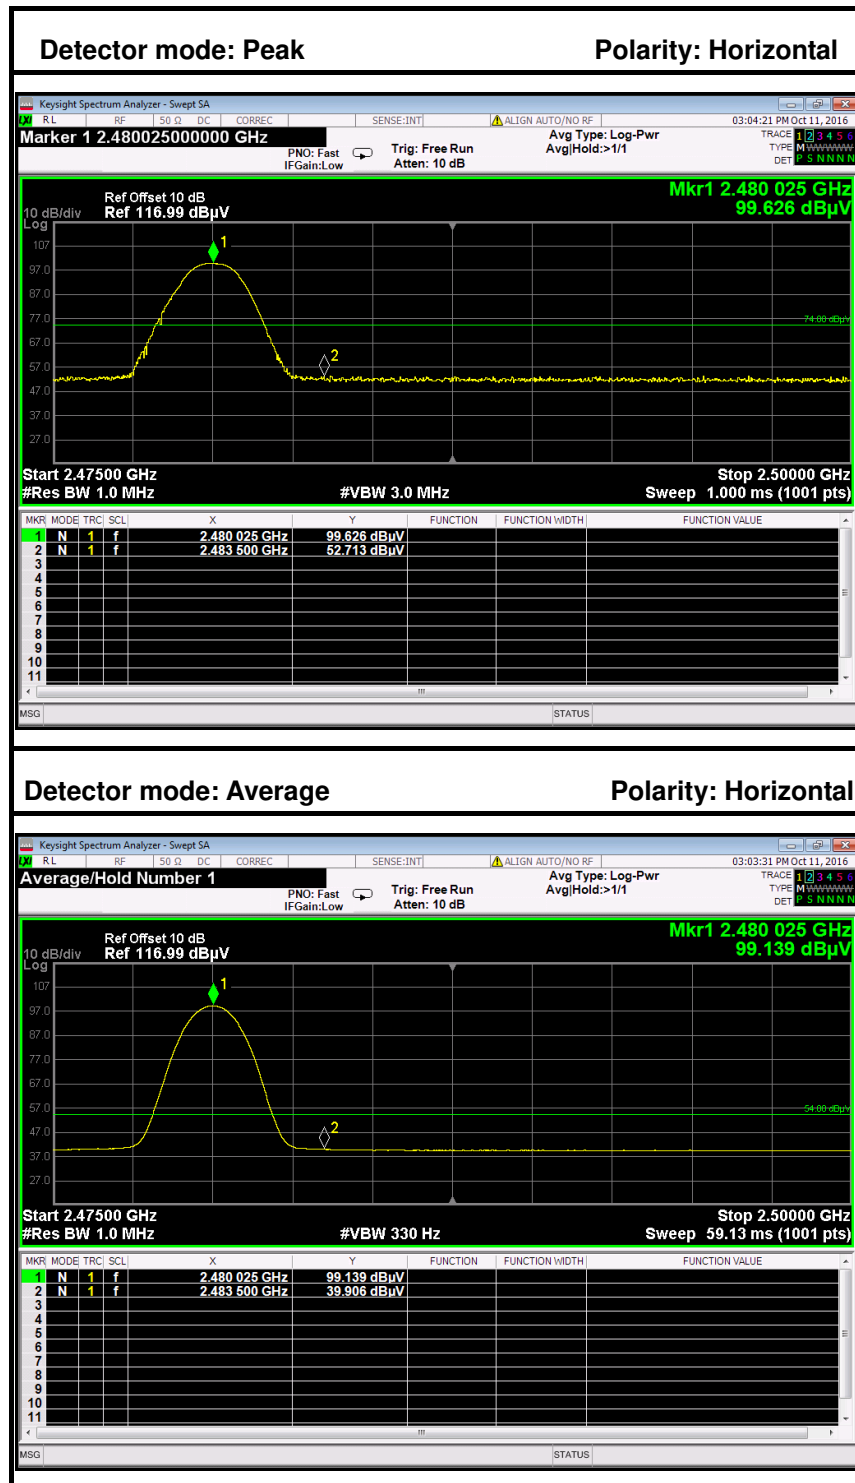 Detector mode: Peak Polarity: Horizontal
Keysight Spectrum Analyzer - Swept SA
LXI RL RF 50 Ω DC CORREC SENSE:INT ALIGN AUTO/NO RF 03:04:21 PM Oct 11, 2016
Marker 1 2.480025000000 GHz Avg Type: Log-Pwr TRACE 1 2 3 4 5 6
PNO: Fast Trig: Free Run Avg|Hold:>1/1 TYPE M WWWWW
IFGain:Low Atten: 10 dB DET P S N N N N
Mkr1 2.480 025 GHz
Ref Offset 10 dB
10 dB/div Ref 116.99 dBµV 99.626 dBµV
Log
107
1
97.0
87.0
77.0
74.00 dBµV
67.0
2
57.0
47.0
37.0
27.0
Start 2.47500 GHz Stop 2.50000 GHz
#Res BW 1.0 MHz #VBW 3.0 MHz Sweep 1.000 ms (1001 pts)
MKR MODE TRC SCL X Y FUNCTION FUNCTION WIDTH FUNCTION VALUE
1 N 1 f 2.480 025 GHz 99.626 dBµV
2 N 1 f 2.483 500 GHz 52.713 dBµV
3
4
5
6
7
8
9
10
11
MSG STATUS
Detector mode: Average Polarity: Horizontal
Keysight Spectrum Analyzer - Swept SA
LXI RL RF 50 Ω DC CORREC SENSE:INT ALIGN AUTO/NO RF 03:03:31 PM Oct 11, 2016
Average/Hold Number 1 Avg Type: Log-Pwr TRACE 1 2 3 4 5 6
PNO: Fast Trig: Free Run Avg|Hold:>1/1 TYPE M WWWWW
IFGain:Low Atten: 10 dB DET P S N N N N
Mkr1 2.480 025 GHz
Ref Offset 10 dB
10 dB/div Ref 116.99 dBµV 99.139 dBµV
Log
107
1
97.0
87.0
77.0
67.0
57.0
54.00 dBµV
47.0
2
37.0
27.0
Start 2.47500 GHz Stop 2.50000 GHz
#Res BW 1.0 MHz #VBW 330 Hz Sweep 59.13 ms (1001 pts)
MKR MODE TRC SCL X Y FUNCTION FUNCTION WIDTH FUNCTION VALUE
1 N 1 f 2.480 025 GHz 99.139 dBµV
2 N 1 f 2.483 500 GHz 39.906 dBµV
3
4
5
6
7
8
9
10
11
MSG STATUS